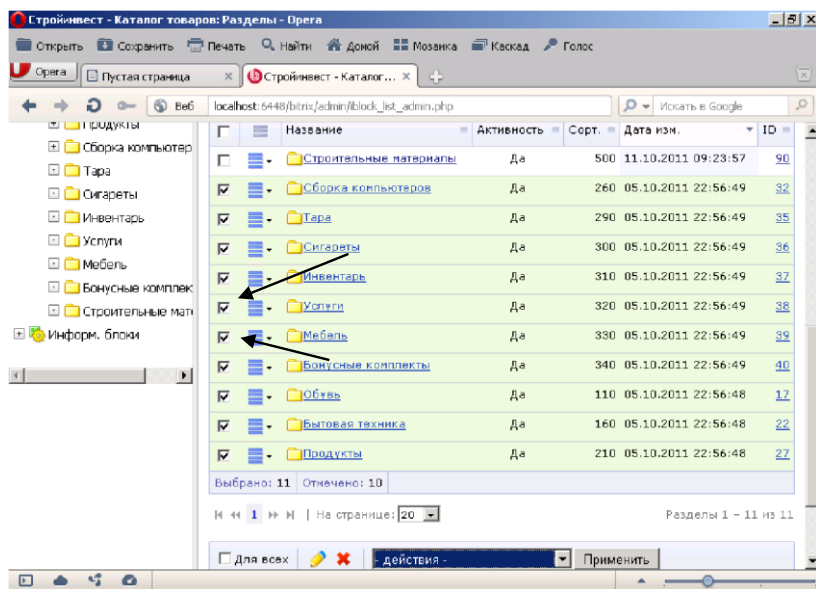 Стройинвест - Каталог товаров: Разделы - Opera
Открыть Сохранить Печать Найти Домой Мозаика Каскад Голос
Opera Пустая страница × Стройинвест - Каталог... ×
Веб localhost:6448/bitrix/admin/iblock_list_admin.php Искать в Google
Продукты
Сборка компьютер
Тара
Сигареты
Инвентарь
Услуги
Мебель
Бонусные комплек
Строительные мат
Информ. блоки
Название Активность Сорт. Дата изм. ID
Строительные материалы Да 500 11.10.2011 09:23:57 90
Сборка компьютеров Да 260 05.10.2011 22:56:49 32
Тара Да 290 05.10.2011 22:56:49 35
Сигареты Да 300 05.10.2011 22:56:49 36
Инвентарь Да 310 05.10.2011 22:56:49 37
Услуги Да 320 05.10.2011 22:56:49 38
Мебель Да 330 05.10.2011 22:56:49 39
Бонусные комплекты Да 340 05.10.2011 22:56:49 40
Обувь Да 110 05.10.2011 22:56:48 17
Бытовая техника Да 160 05.10.2011 22:56:48 22
Продукты Да 210 05.10.2011 22:56:48 27
Выбрано: 11 Отмечено: 10
1 | На странице: 20 Разделы 1 – 11 из 11
Для всех - действия - Применить